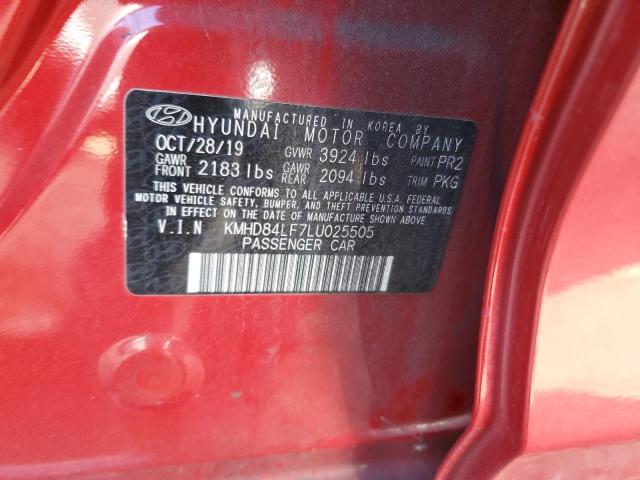 MANUFACTURED IN KOREA BY
HYUNDAI MOTOR COMPANY
OCT/28/19 GVWR 3924 lbs PAINT PR2
GAWR FRONT 2183 lbs GAWR REAR 2094 lbs TRIM PKG
THIS VEHICLE CONFORMS TO ALL APPLICABLE U.S.A. FEDERAL
MOTOR VEHICLE SAFETY, BUMPER, AND THEFT PREVENTION STANDARDS
IN EFFECT ON THE DATE OF MANUFACTURE SHOWN ABOVE.
V.I.N KMHD84LF7LU025505
PASSENGER CAR